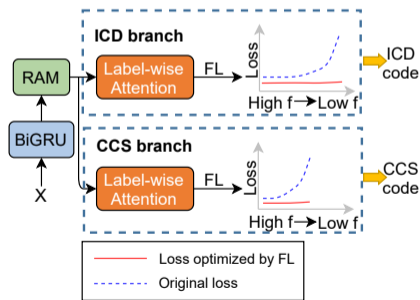 ICD branch
RAM
Label-wise
Attention
FL
Loss
High f
Low f
ICD
code
BiGRU
X
CCS branch
Label-wise
Attention
FL
Loss
High f
Low f
CCS
code
Loss optimized by FL
Original loss